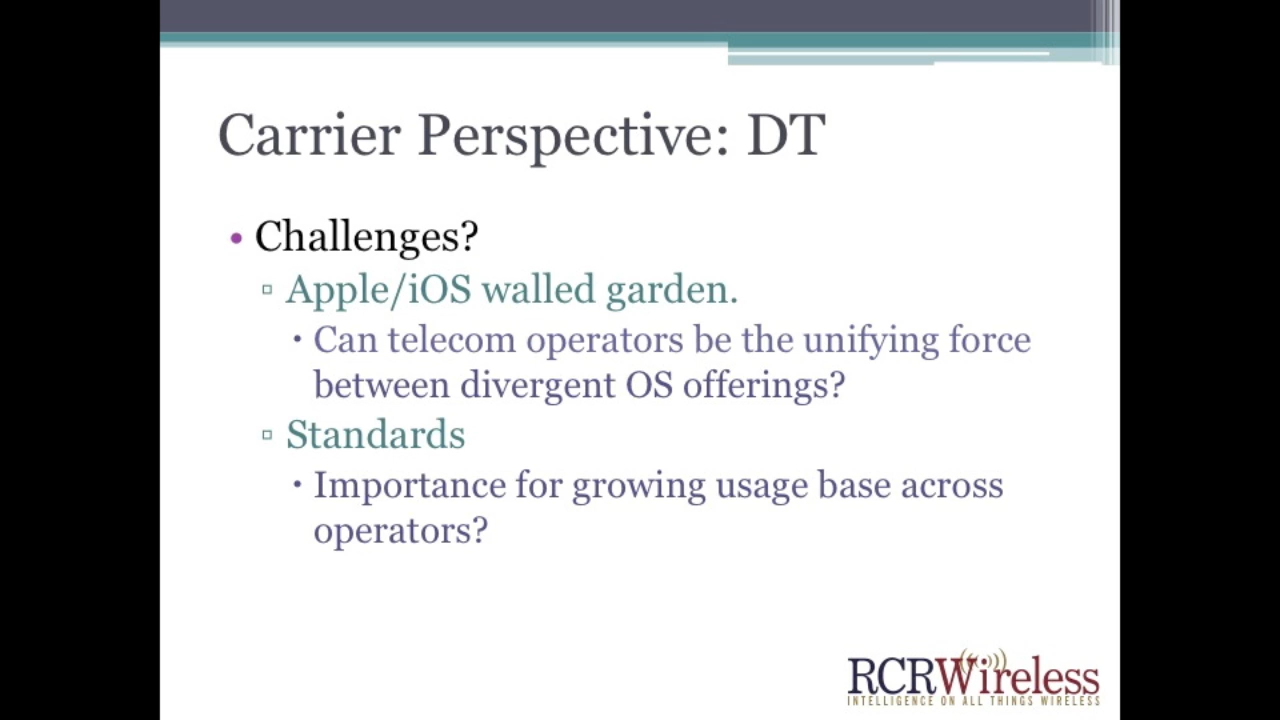 Carrier Perspective: DT
• Challenges?
▫ Apple/iOS walled garden.
• Can telecom operators be the unifying force
between divergent OS offerings?
▫ Standards
• Importance for growing usage base across
operators?
RCRWireless
INTELLIGENCE ON ALL THINGS WIRELESS